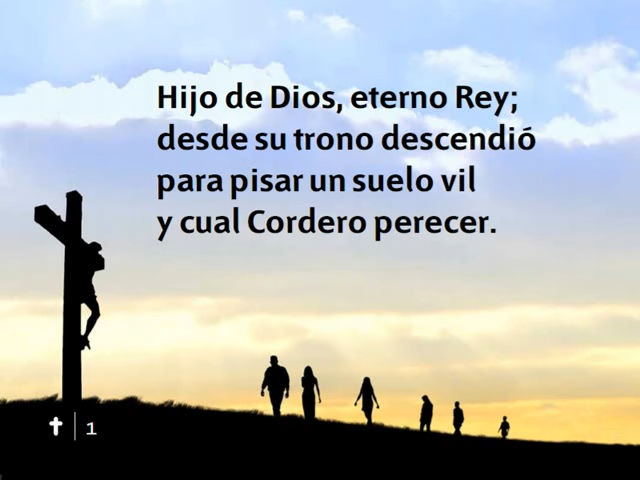 Hijo de Dios, eterno Rey;
desde su trono descendió
para pisar un suelo vil
y cual Cordero perecer.
1